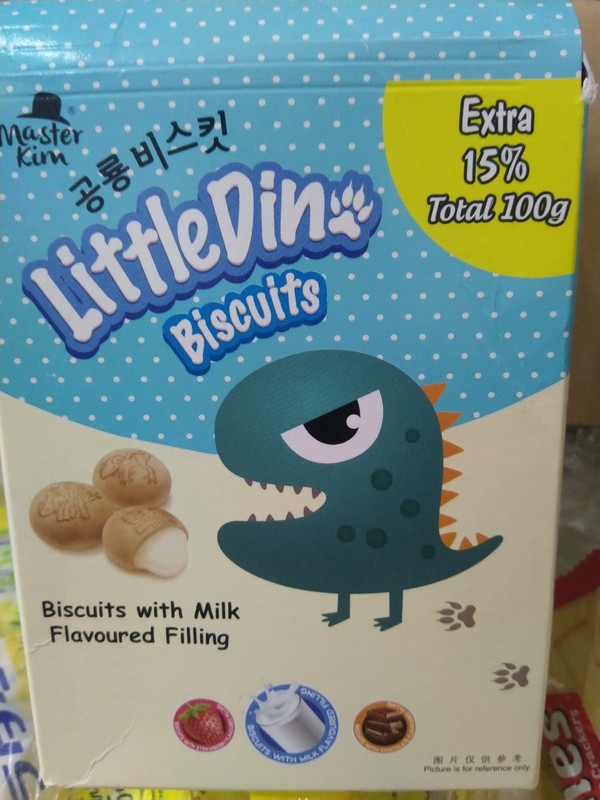 Master
Kim
®
공룡 비스킷
LittleDino
Biscuits
Extra
15%
Total 100g
Biscuits with Milk
Flavoured Filling
BISCUITS WITH MILK FLAVOURED FILLING
图片仅供参考
Picture is for reference only
crackers